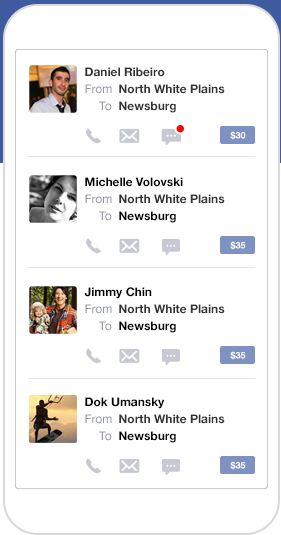 Daniel Ribeiro
From North White Plains
To Newsburg
$30
Michelle Volovski
From North White Plains
To Newsburg
$35
Jimmy Chin
From North White Plains
To Newsburg
$35
Dok Umansky
From North White Plains
To Newsburg
$35